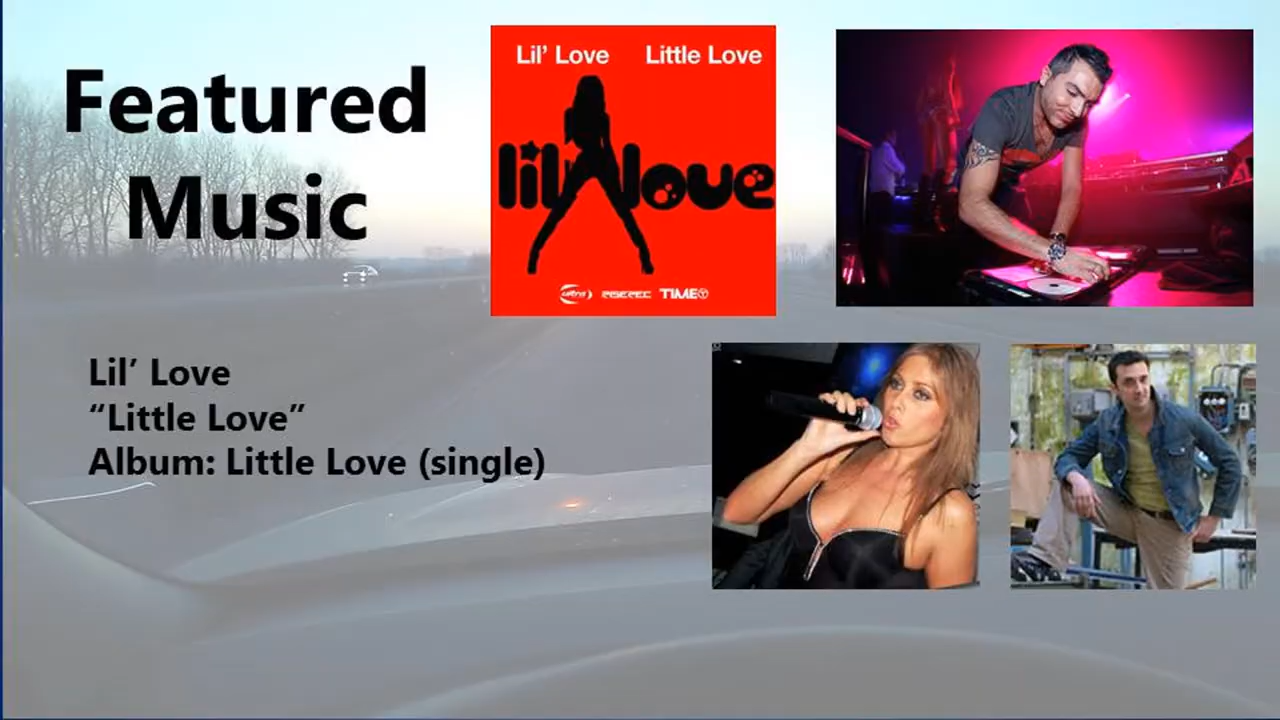 Featured
Music
Lil’ Love Little Love
lil love
TIME
Lil’ Love
“Little Love”
Album: Little Love (single)